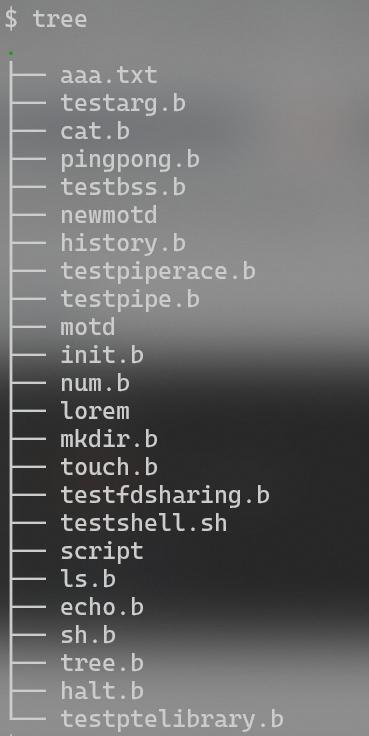 $ tree
.
├── aaa.txt
├── testarg.b
├── cat.b
├── pingpong.b
├── testbss.b
├── newmotd
├── history.b
├── testpiperace.b
├── testpipe.b
├── motd
├── init.b
├── num.b
├── lorem
├── mkdir.b
├── touch.b
├── testfdsharing.b
├── testshell.sh
├── script
├── ls.b
├── echo.b
├── sh.b
├── tree.b
├── halt.b
└── testptelibrary.b